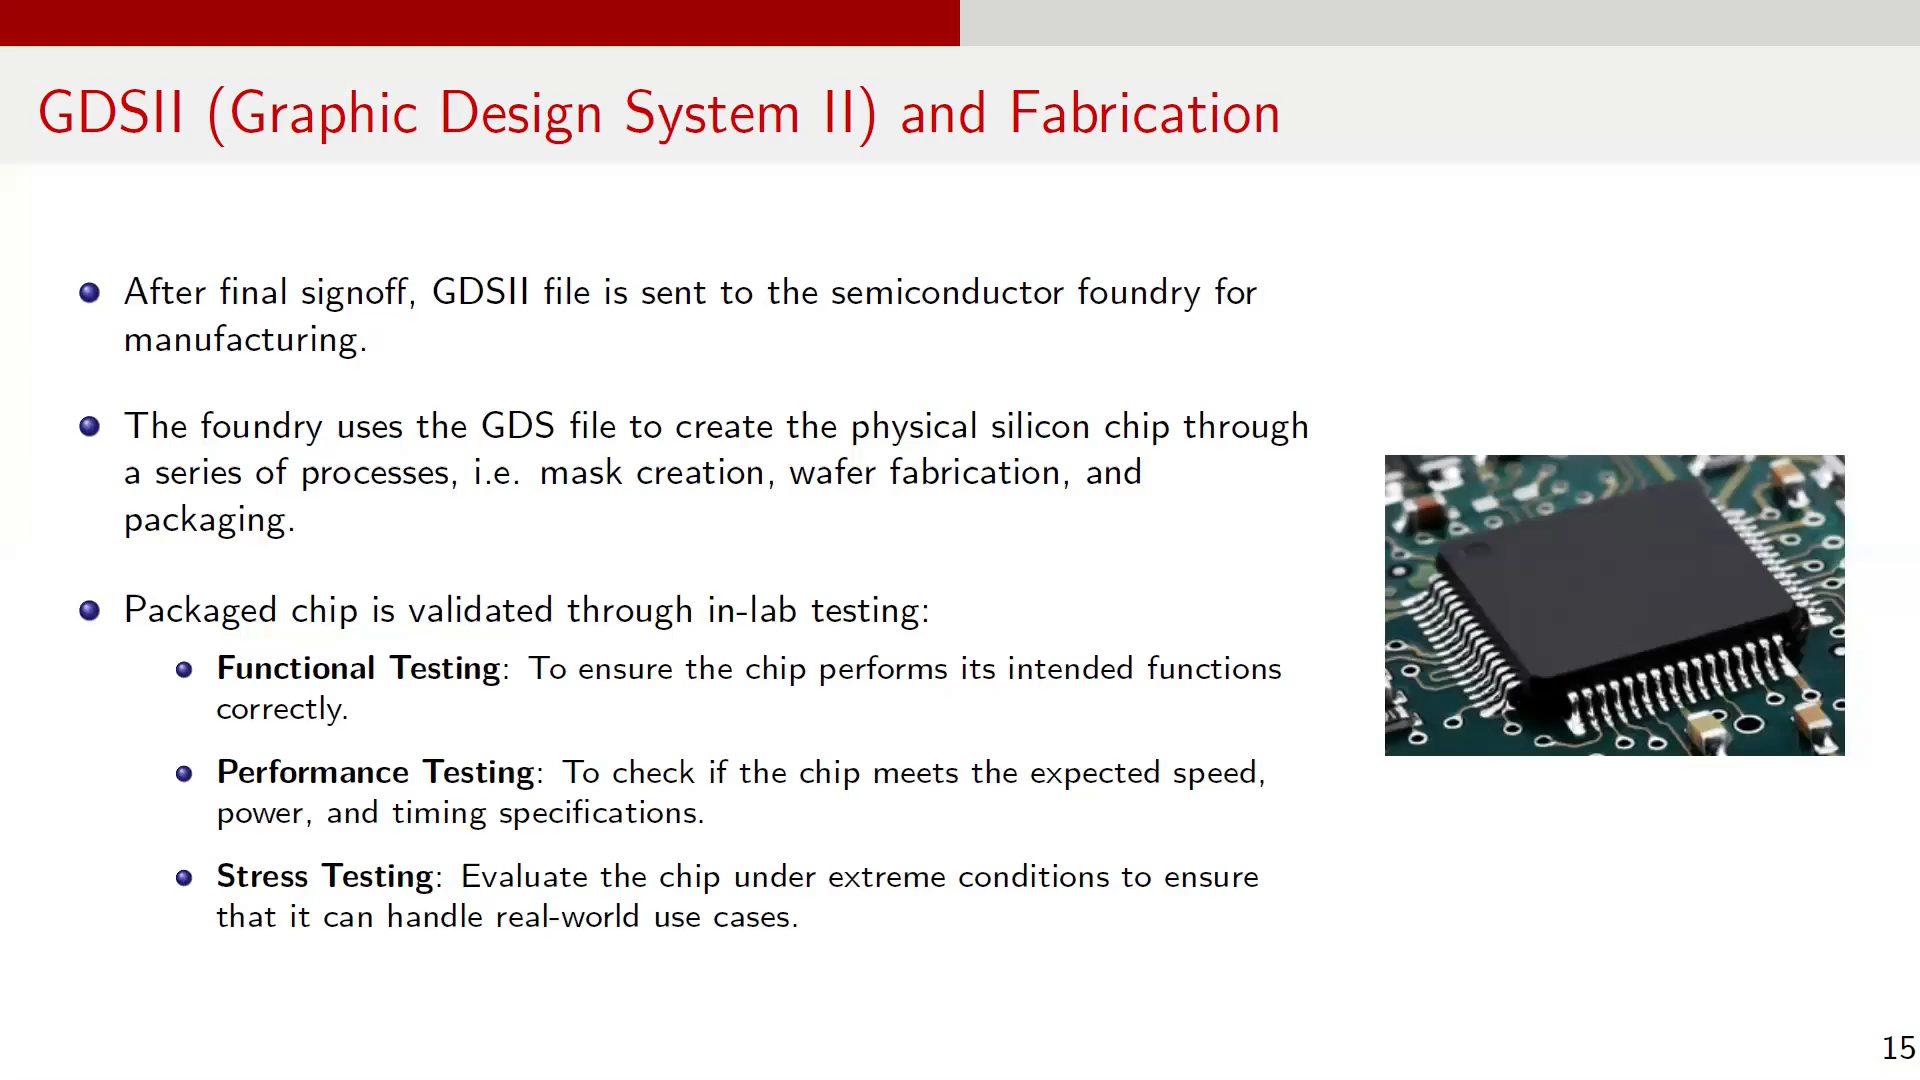 GDSII (Graphic Design System II) and Fabrication
After final signoff, GDSII file is sent to the semiconductor foundry for
manufacturing.
The foundry uses the GDS file to create the physical silicon chip through
a series of processes, i.e. mask creation, wafer fabrication, and
packaging.
Packaged chip is validated through in-lab testing:
Functional Testing: To ensure the chip performs its intended functions
correctly.
Performance Testing: To check if the chip meets the expected speed,
power, and timing specifications.
Stress Testing: Evaluate the chip under extreme conditions to ensure
that it can handle real-world use cases.
15